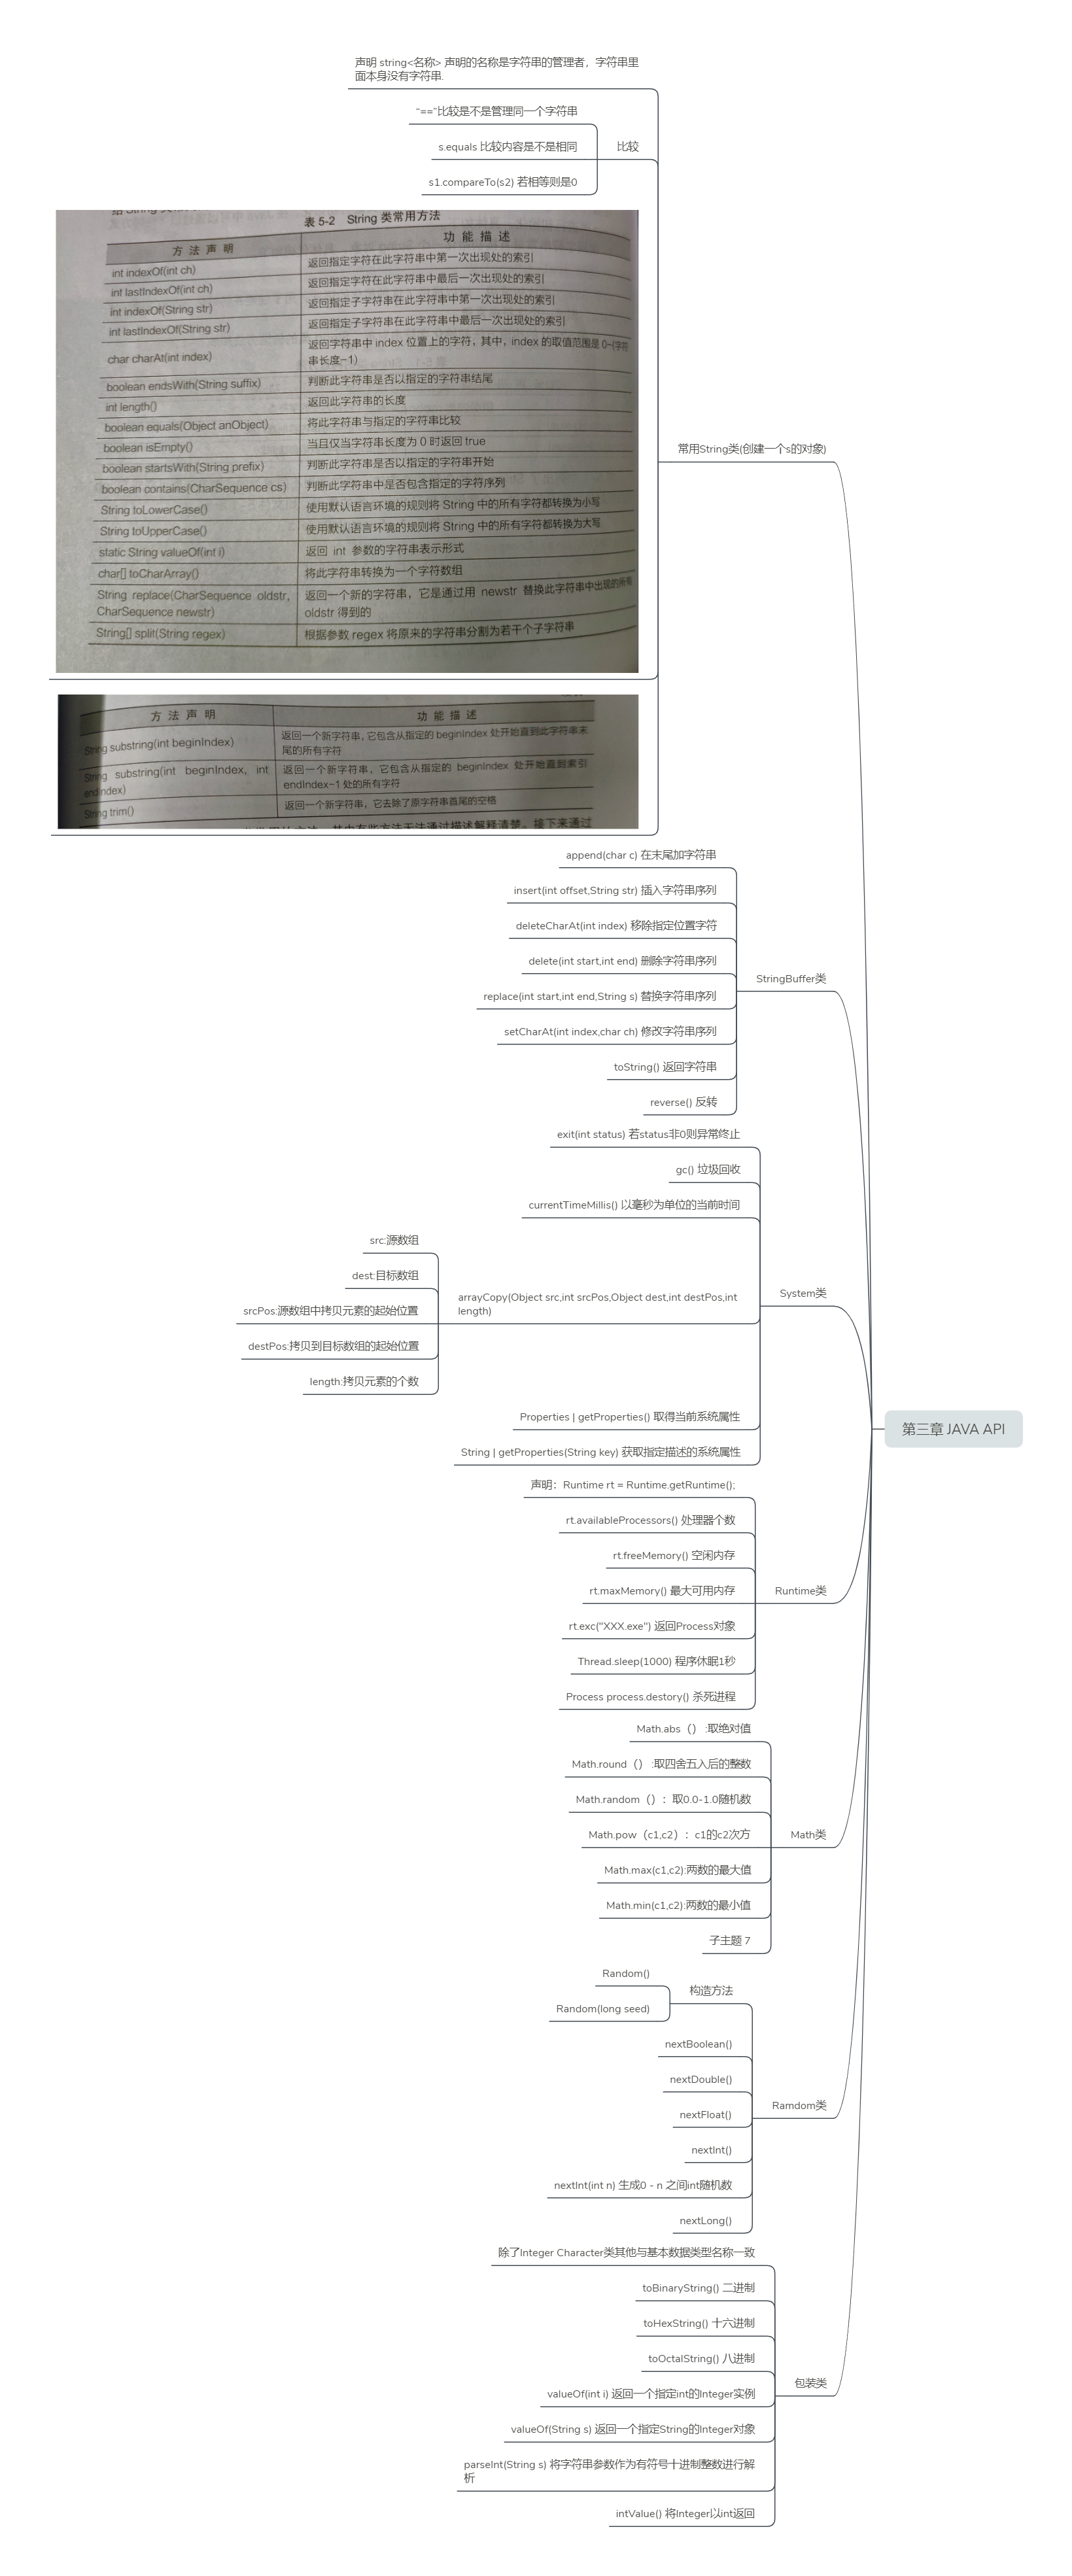 声明 string<名称> 声明的名称是字符串的管理者，字符串里
面本身没有字符串.
"=="比较是不是管理同一个字符串
s.equals 比较内容是不是相同
比较
s1.compareTo(s2) 若相等则是0
表 5-2 String 类常用方法
方 法 声 明 功 能 描 述
int indexOf(int ch) 返回指定字符在此字符串中第一次出现处的索引
int lastIndexOf(int ch) 返回指定字符在此字符串中最后一次出现处的索引
int indexOf(String str) 返回指定子字符串在此字符串中第一次出现处的索引
int lastIndexOf(String str) 返回指定子字符串在此字符串中最后一次出现处的索引
char charAt(int index) 返回字符串中 index 位置上的字符，其中，index 的取值范围是 0~(字符
串长度-1)
boolean endsWith(String suffix) 判断此字符串是否以指定的字符串结尾
int length() 返回此字符串的长度
boolean equals(Object anObject) 将此字符串与指定的字符串比较
boolean isEmpty() 当且仅当字符串长度为 0 时返回 true
boolean startsWith(String prefix) 判断此字符串是否以指定的字符串开始
boolean contains(CharSequence cs) 判断此字符串中是否包含指定的字符序列
String toLowerCase() 使用默认语言环境的规则将 String 中的所有字符都转换为小写
String toUpperCase() 使用默认语言环境的规则将 String 中的所有字符都转换为大写
static String valueOf(int i) 返回 int 参数的字符串表示形式
char[] toCharArray() 将此字符串转换为一个字符数组
String replace(CharSequence oldstr, 返回一个新的字符串，它是通过用 newstr 替换此字符串中出现的所有
CharSequence newstr) oldstr 得到的
String[] split(String regex) 根据参数 regex 将原来的字符串分割为若干个子字符串
常用String类(创建一个s的对象)
方 法 声 明 功 能 描 述
String substring(int beginIndex) 返回一个新字符串，它包含从指定的 beginIndex 处开始直到此字符串末
尾的所有字符
String substring(int beginIndex, int 返回一个新字符串，它包含从指定的 beginIndex 处开始直到索引
endIndex) endIndex-1 处的所有字符
String trim() 返回一个新字符串，它去除了原字符串首尾的空格
append(char c) 在末尾加字符串
insert(int offset,String str) 插入字符串序列
deleteCharAt(int index) 移除指定位置字符
delete(int start,int end) 删除字符串序列
StringBuffer类
replace(int start,int end,String s) 替换字符串序列
setCharAt(int index,char ch) 修改字符串序列
toString() 返回字符串
reverse() 反转
exit(int status) 若status非0则异常终止
gc() 垃圾回收
currentTimeMillis() 以毫秒为单位的当前时间
src:源数组
dest:目标数组
srcPos:源数组中拷贝元素的起始位置
destPos:拷贝到目标数组的起始位置
length:拷贝元素的个数
arrayCopy(Object src,int srcPos,Object dest,int destPos,int
length)
System类
Properties | getProperties() 取得当前系统属性
String | getProperties(String key) 获取指定描述的系统属性
第三章 JAVA API
声明：Runtime rt = Runtime.getRuntime();
rt.availableProcessors() 处理器个数
rt.freeMemory() 空闲内存
rt.maxMemory() 最大可用内存
Runtime类
rt.exc("XXX.exe") 返回Process对象
Thread.sleep(1000) 程序休眠1秒
Process process.destory() 杀死进程
Math.abs（） :取绝对值
Math.round（） :取四舍五入后的整数
Math.random（）：取0.0-1.0随机数
Math.pow（c1,c2）：c1的c2次方
Math类
Math.max(c1,c2):两数的最大值
Math.min(c1,c2):两数的最小值
子主题 7
Random()
构造方法
Random(long seed)
nextBoolean()
nextDouble()
nextFloat()
Ramdom类
nextInt()
nextInt(int n) 生成0 - n 之间int随机数
nextLong()
除了Integer Character类其他与基本数据类型名称一致
toBinaryString() 二进制
toHexString() 十六进制
toOctalString() 八进制
包装类
valueOf(int i) 返回一个指定int的Integer实例
valueOf(String s) 返回一个指定String的Integer对象
parseInt(String s) 将字符串参数作为有符号十进制整数进行解
析
intValue() 将Integer以int返回